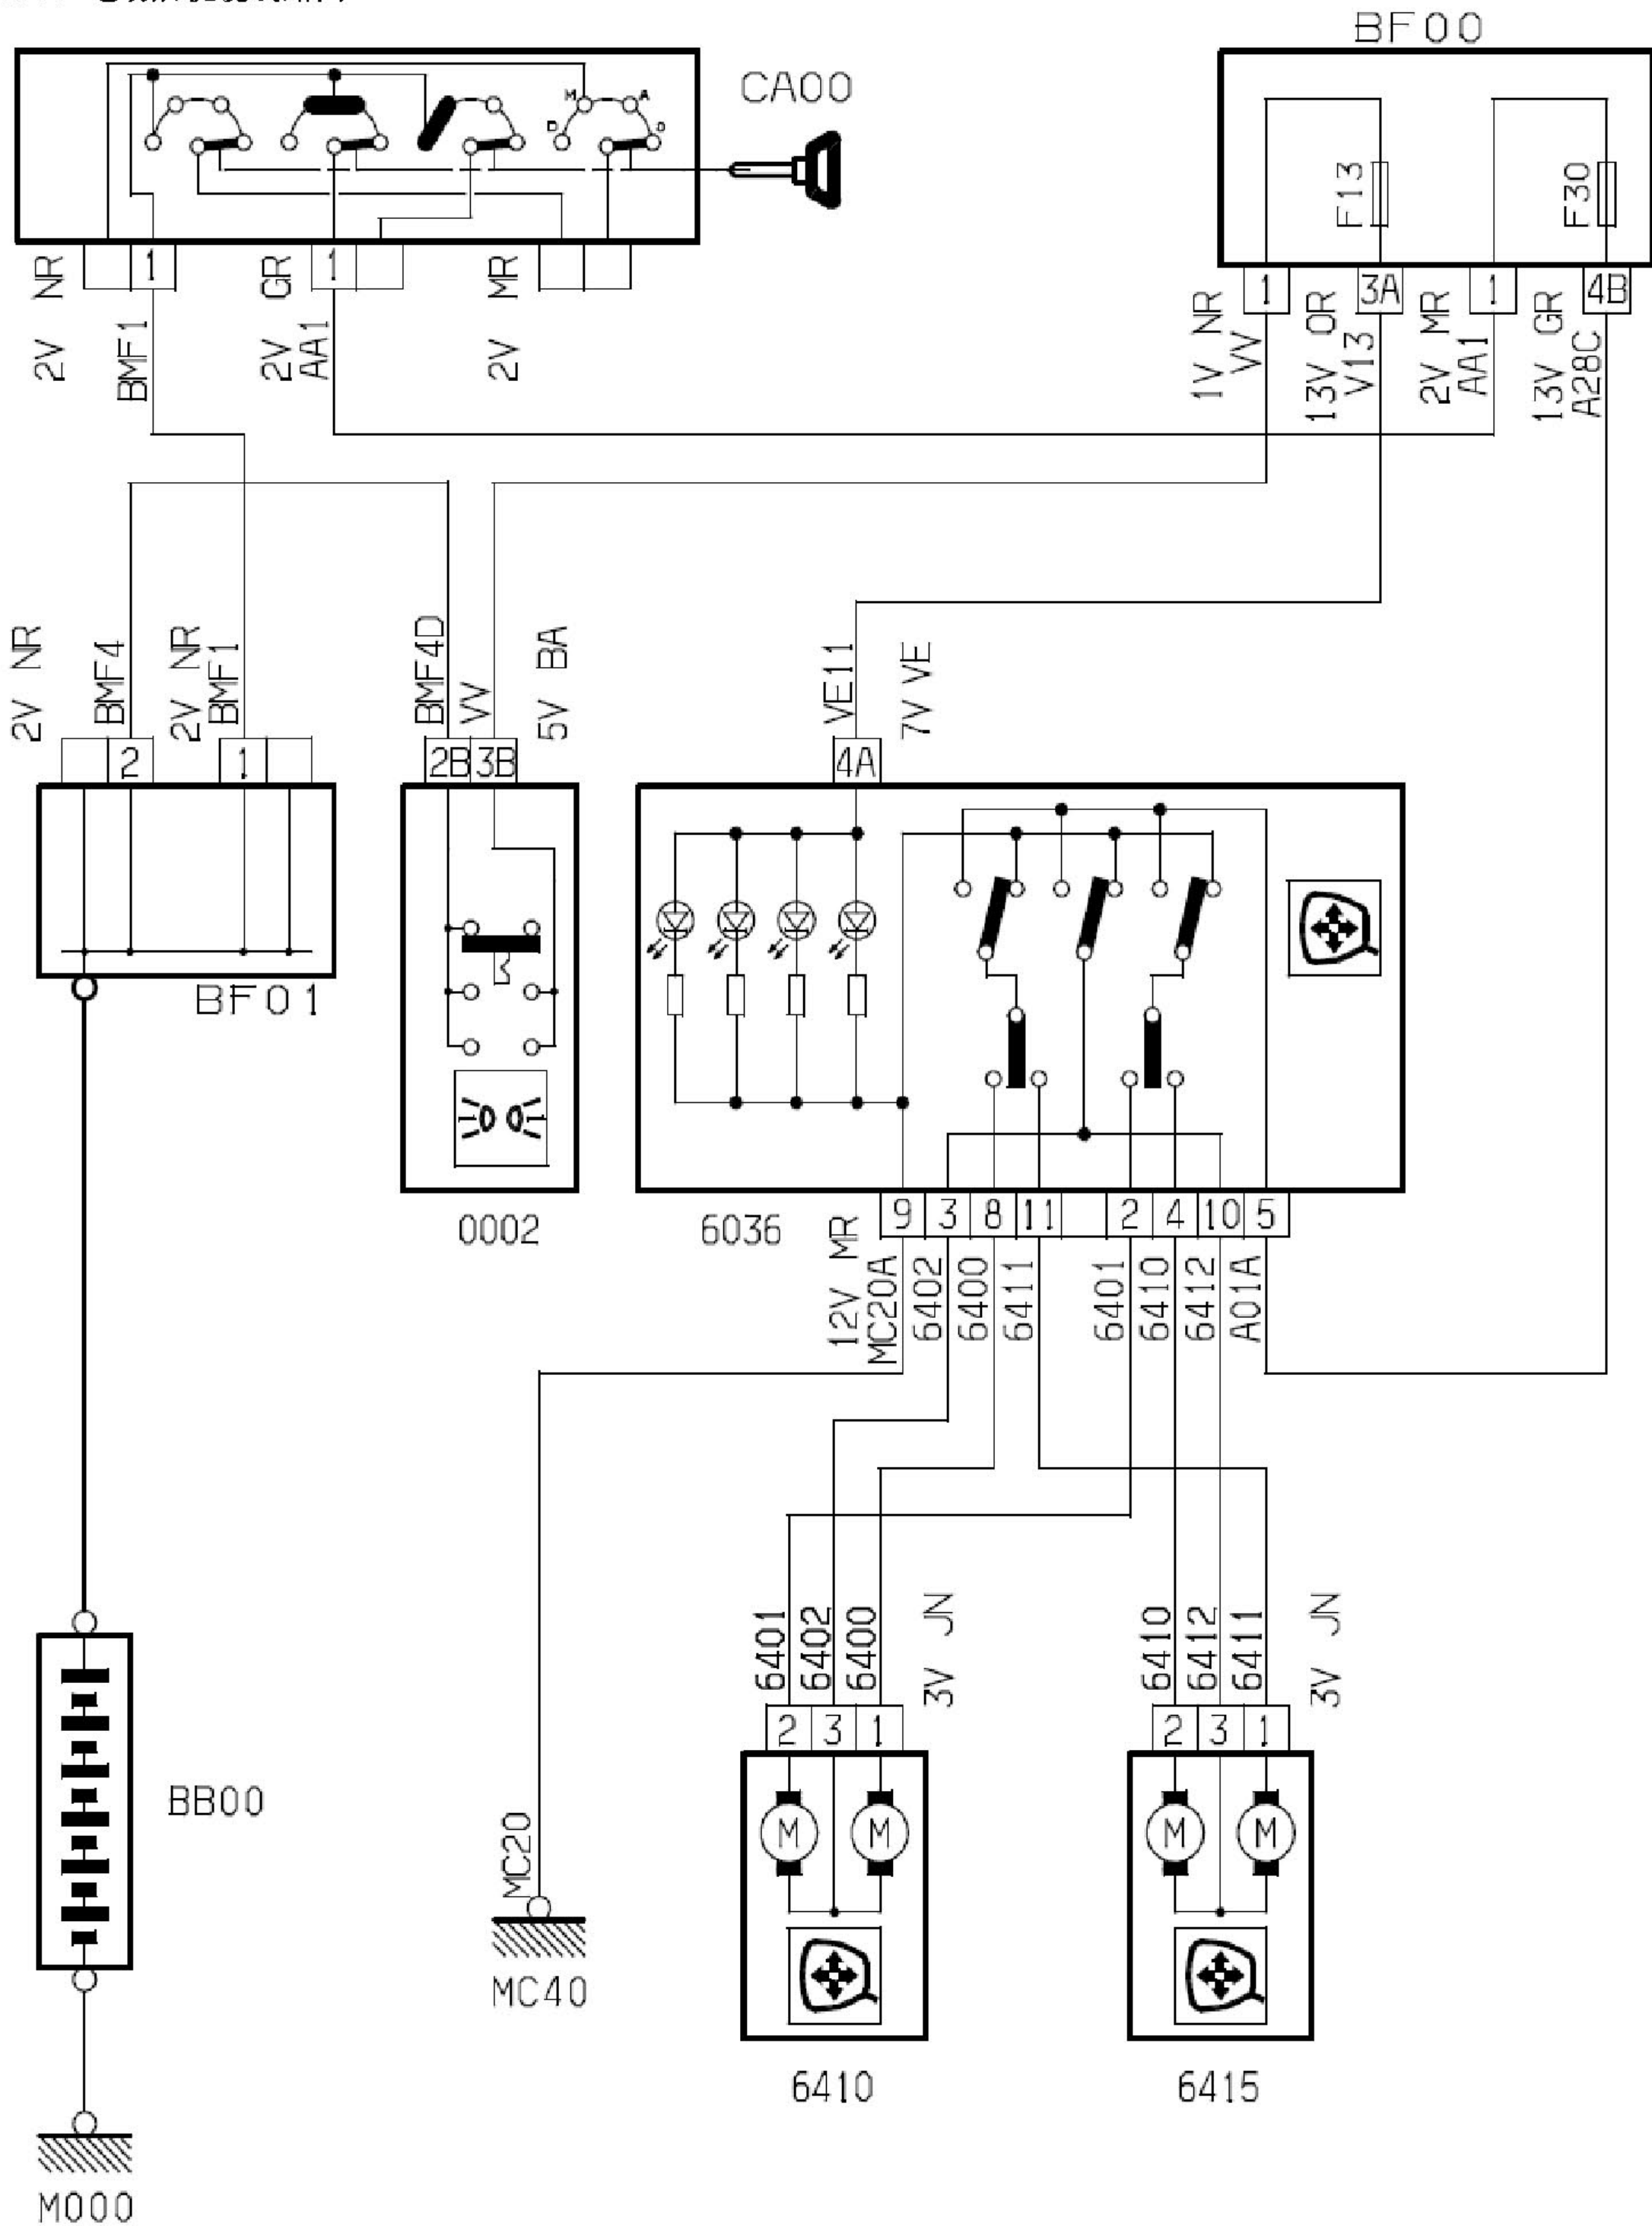 BF00
CA00
M
A
D
D
F13
F30
1
1
1
3A
1
4B
2V NR
BMF1
2V GR
AA1
2V MR
1V NR
VV
13V OR
V13
2V MR
AA1
13V GR
A28C
2V NR
BMF4
2V NR
BMF1
BMF4D
VV
5V BA
VE11
7V VE
2
1
2B
3B
4A
BF01
0002
6036
9
3
8
11
2
4
10
5
12V MR
MC20A
6402
6400
6411
6401
6410
6412
A01A
6401
6402
6400
3V JN
6410
6412
6411
3V JN
2
3
1
2
3
1
BB00
M
M
M
M
MC20
MC40
6410
6415
M000